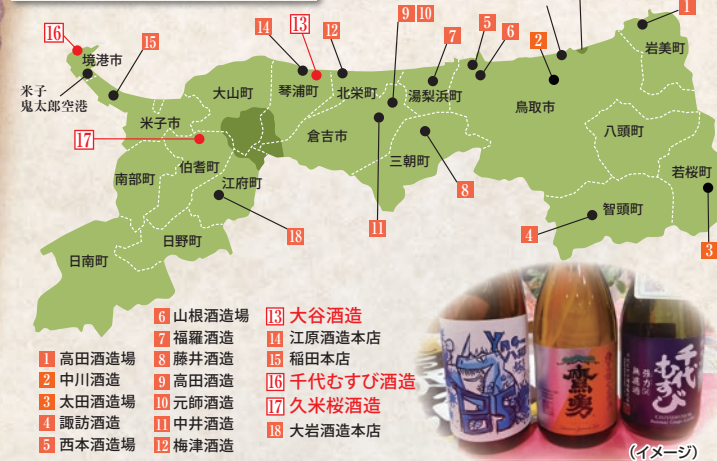 16
15
14
13
12
9 10
7
5
6
2
1
境港市
米子
鬼太郎空港
米子市
大山町
琴浦町
北栄町
湯梨浜町
鳥取市
岩美町
八頭町
若桜町
智頭町
倉吉市
三朝町
17
伯耆町
南部町
江府町
日野町
日南町
18
11
8
4
3
1 高田酒造場
2 中川酒造
3 太田酒造場
4 諏訪酒造
5 西本酒造場
6 山根酒造場
7 福羅酒造
8 藤井酒造
9 高田酒造
10 元帥酒造
11 中井酒造
12 梅津酒造
13 大谷酒造
14 江原酒造本店
15 稲田本店
16 千代むすび酒造
17 久米桜酒造
18 大岩酒造本店
鷹勇
千代むすび
(イメージ)